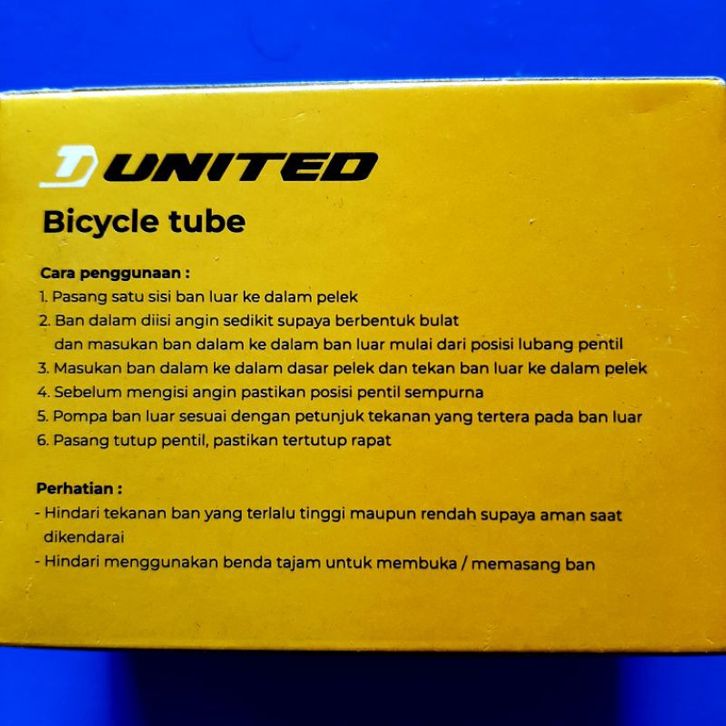 UNITED
Bicycle tube
Cara penggunaan :
1. Pasang satu sisi ban luar ke dalam pelek
2. Ban dalam diisi angin sedikit supaya berbentuk bulat
dan masukan ban dalam ke dalam ban luar mulai dari posisi lubang pentil
3. Masukan ban dalam ke dalam dasar pelek dan tekan ban luar ke dalam pelek
4. Sebelum mengisi angin pastikan posisi pentil sempurna
5. Pompa ban luar sesuai dengan petunjuk tekanan yang tertera pada ban luar
6. Pasang tutup pentil, pastikan tertutup rapat
Perhatian :
- Hindari tekanan ban yang terlalu tinggi maupun rendah supaya aman saat
dikendarai
- Hindari menggunakan benda tajam untuk membuka / memasang ban